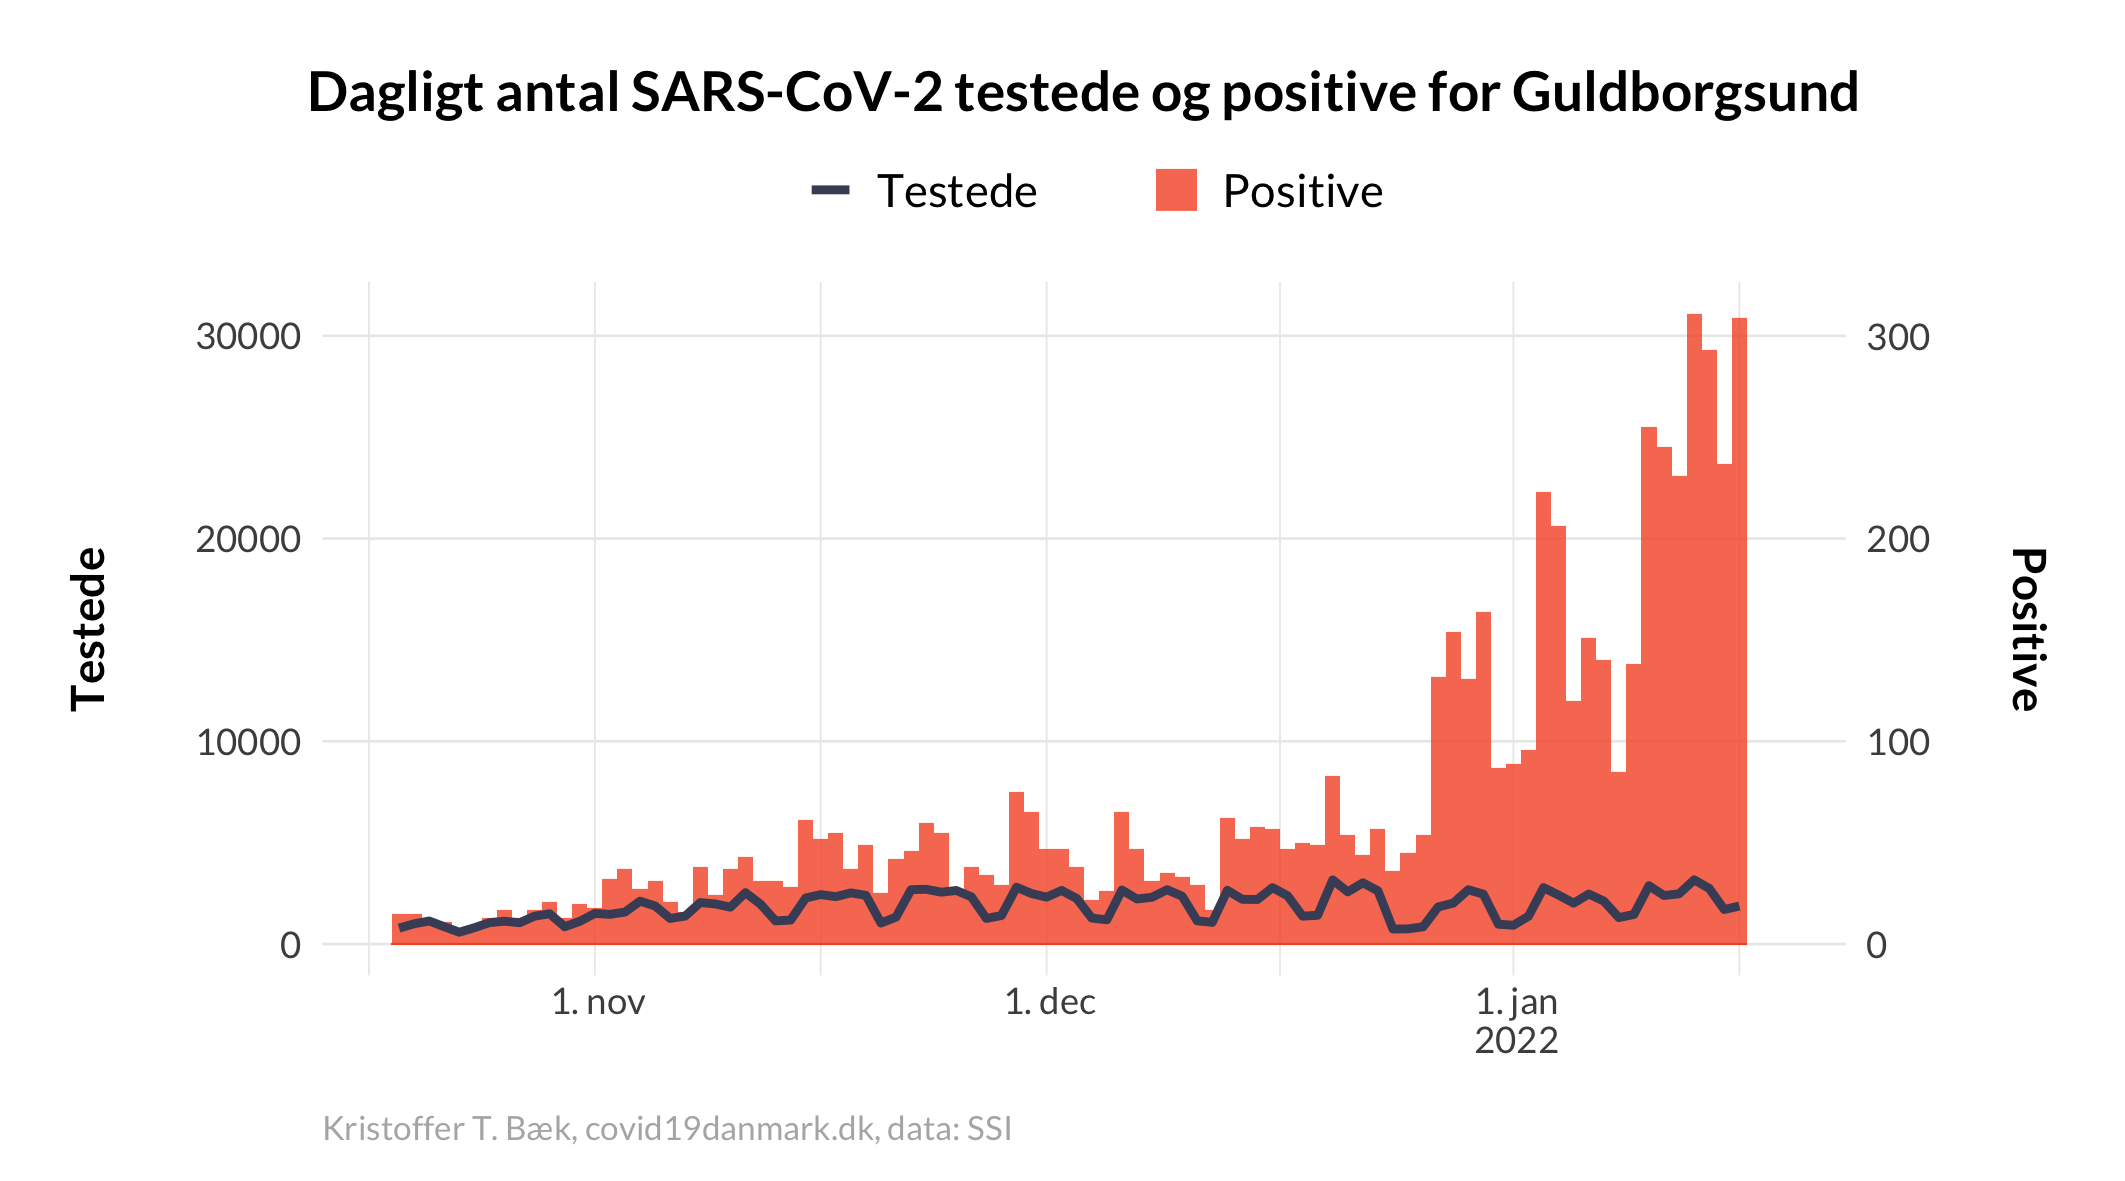 Dagligt antal SARS-CoV-2 testede og positive for Guldborgsund
Testede
Positive
Testede
30000
20000
10000
0
300
200
100
0
Positive
1. nov
1. dec
1. jan
2022
Kristoffer T. Bæk, covid19danmark.dk, data: SSI